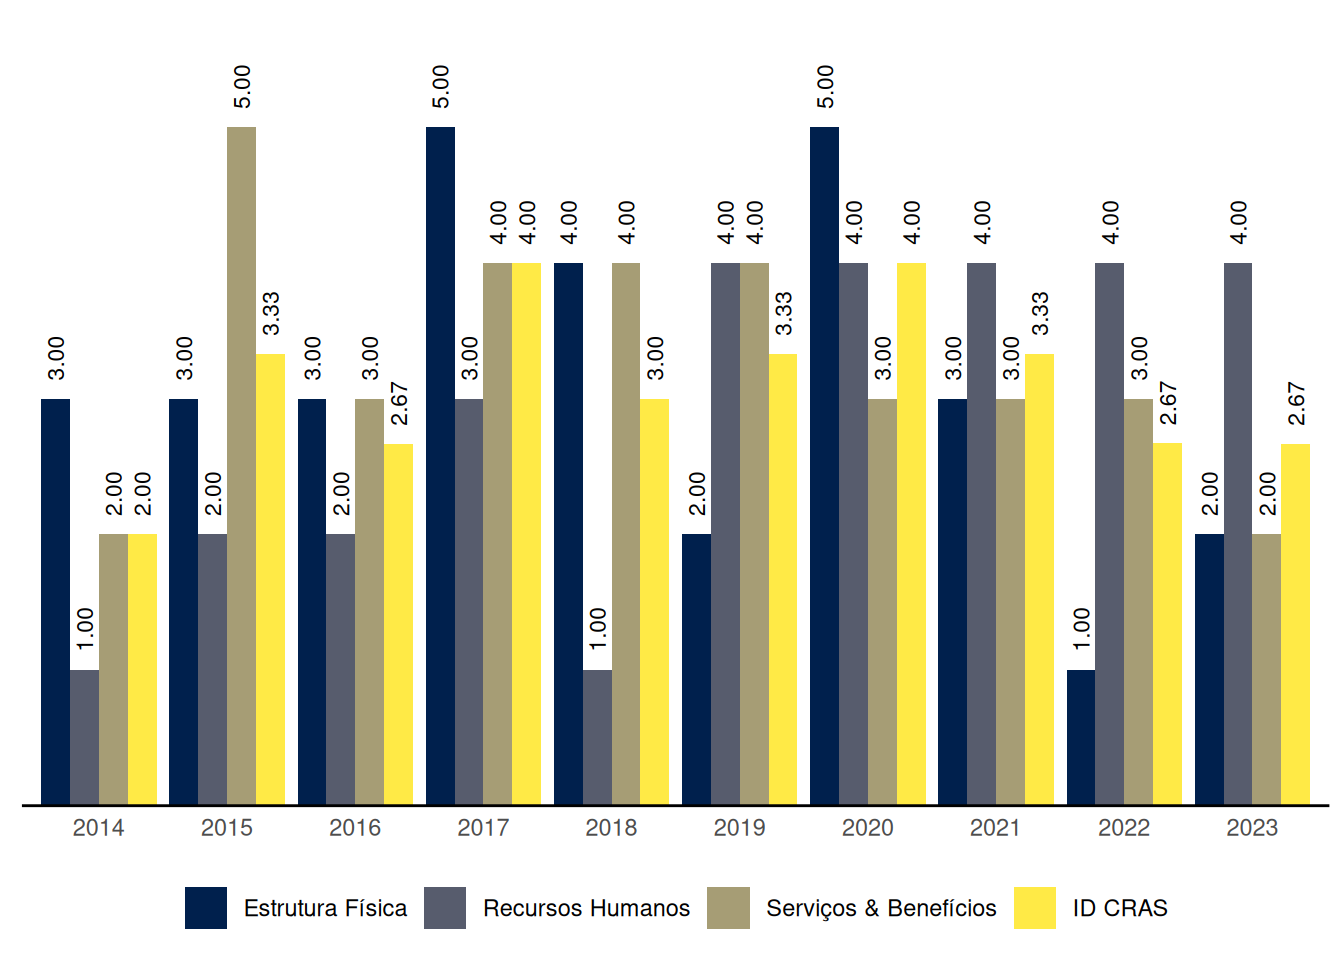 5.00 5.00 5.00
4.00 4.00 4.00 4.00 4.00 4.00 4.00 4.00 4.00 4.00 4.00 4.00
3.33 3.33 3.33
3.00 3.00 3.00 3.00 3.00 3.00 3.00 3.00 3.00 3.00
2.67 2.67 2.67
2.00 2.00 2.00 2.00 2.00 2.00 2.00
1.00 1.00 1.00
2014 2015 2016 2017 2018 2019 2020 2021 2022 2023
Estrutura Física Recursos Humanos Serviços & Benefícios ID CRAS